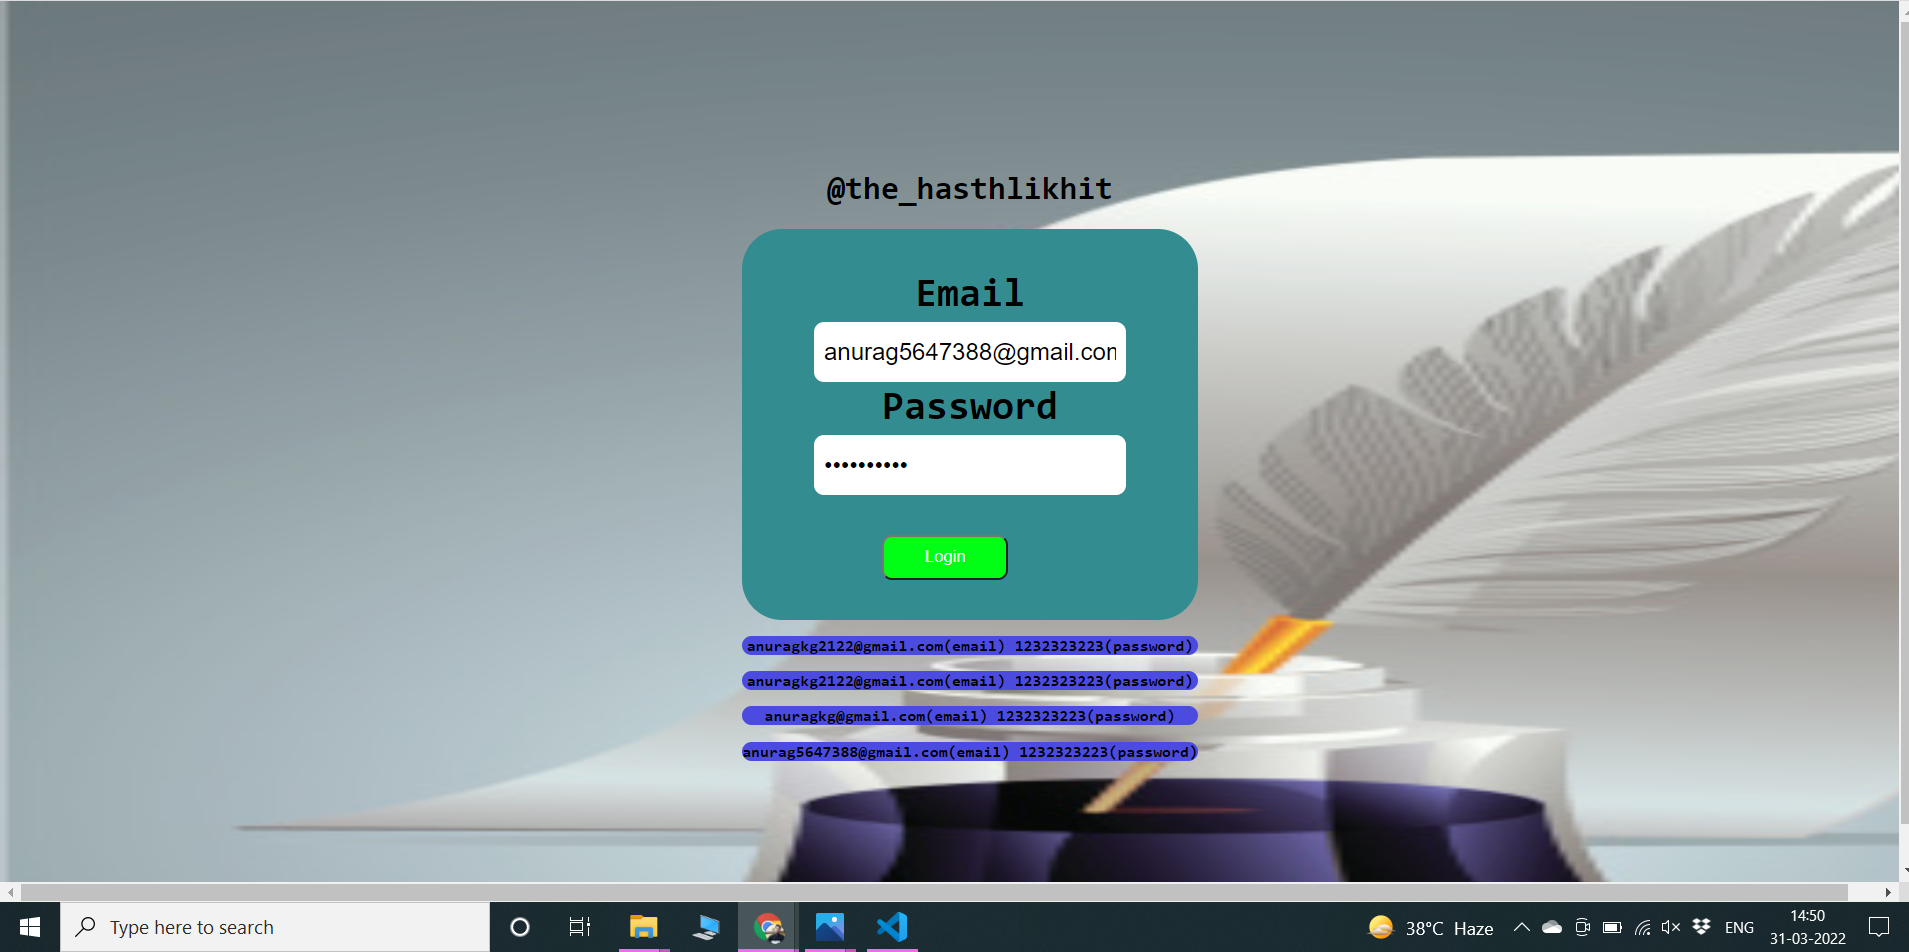 @the_hasthlikhit
Email
anurag5647388@gmail.com
Password
••••••••••
Login
anuragkg2122@gmail.com(email) 1232323223(password)
anuragkg2122@gmail.com(email) 1232323223(password)
anuragkg@gmail.com(email) 1232323223(password)
anurag5647388@gmail.com(email) 1232323223(password)
Type here to search
38°C Haze
ENG
14:50
31-03-2022